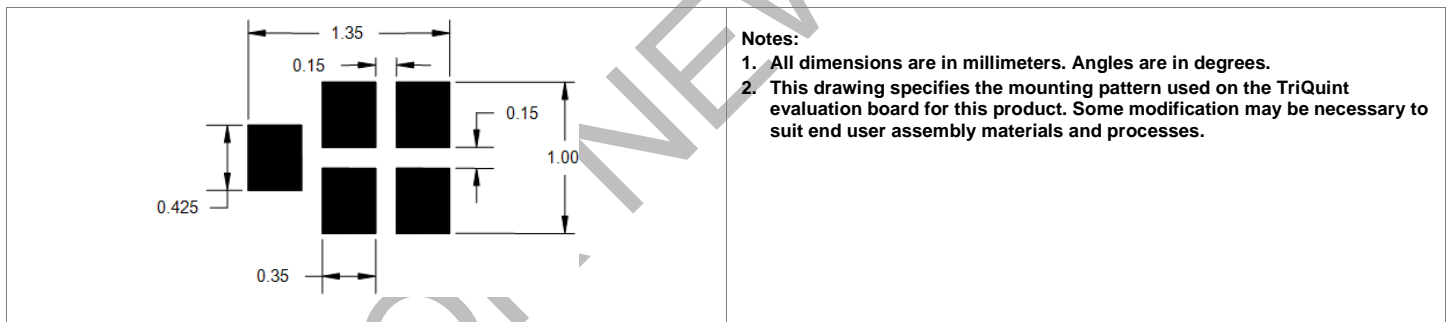 1.35
0.15
0.15
1.00
0.425
0.35
Notes:
1. All dimensions are in millimeters. Angles are in degrees.
2. This drawing specifies the mounting pattern used on the TriQuint
evaluation board for this product. Some modification may be necessary to
suit end user assembly materials and processes.